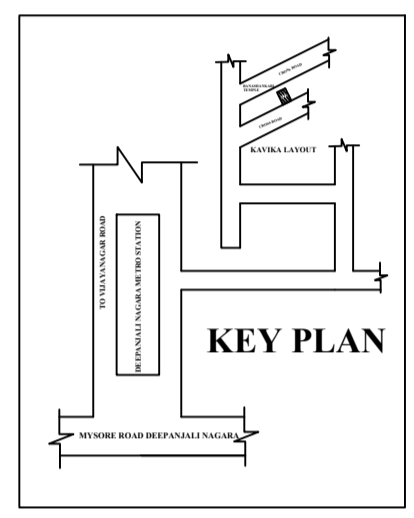 CROSS ROAD
BANASHANKARI
TEMPLE
CROSS ROAD
KAVIKA LAYOUT
TO VIJAYANAGAR ROAD
DEEPANJALI NAGARA METRO STATION
KEY PLAN
MYSORE ROAD DEEPANJALI NAGARA